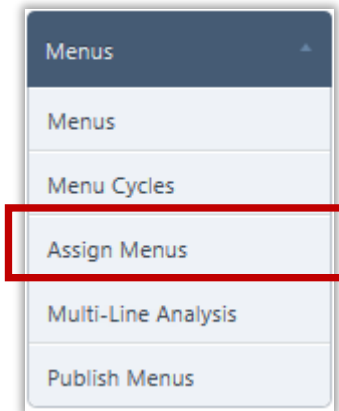 Menus
Menus
Menu Cycles
Assign Menus
Multi-Line Analysis
Publish Menus